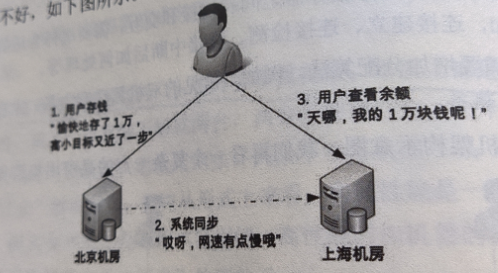 不好，如下图所示
1. 用户存钱
“愉快地存了1万，
离小目标又近了一步”
3. 用户查看余额
“天哪，我的1万块钱呢！”
2. 系统同步
“哎呀，网速有点慢哦”
北京机房
上海机房